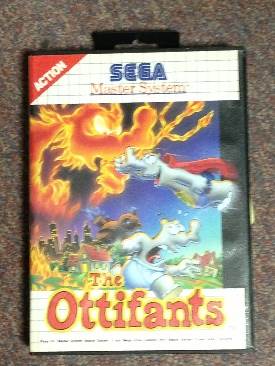 ACTION
SEGA
Master System
The
Ottifants